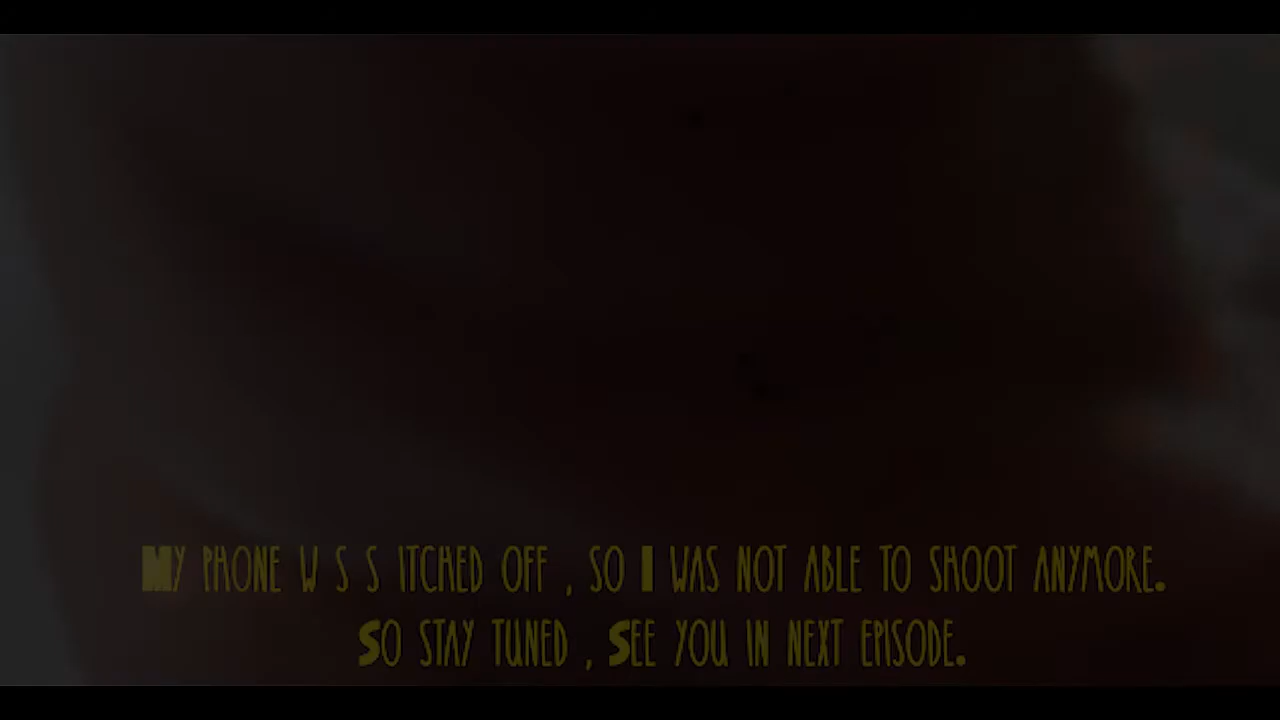 My phone w s s itched off , so I was not able to shoot anymore.
So stay tuned , See you in next episode.